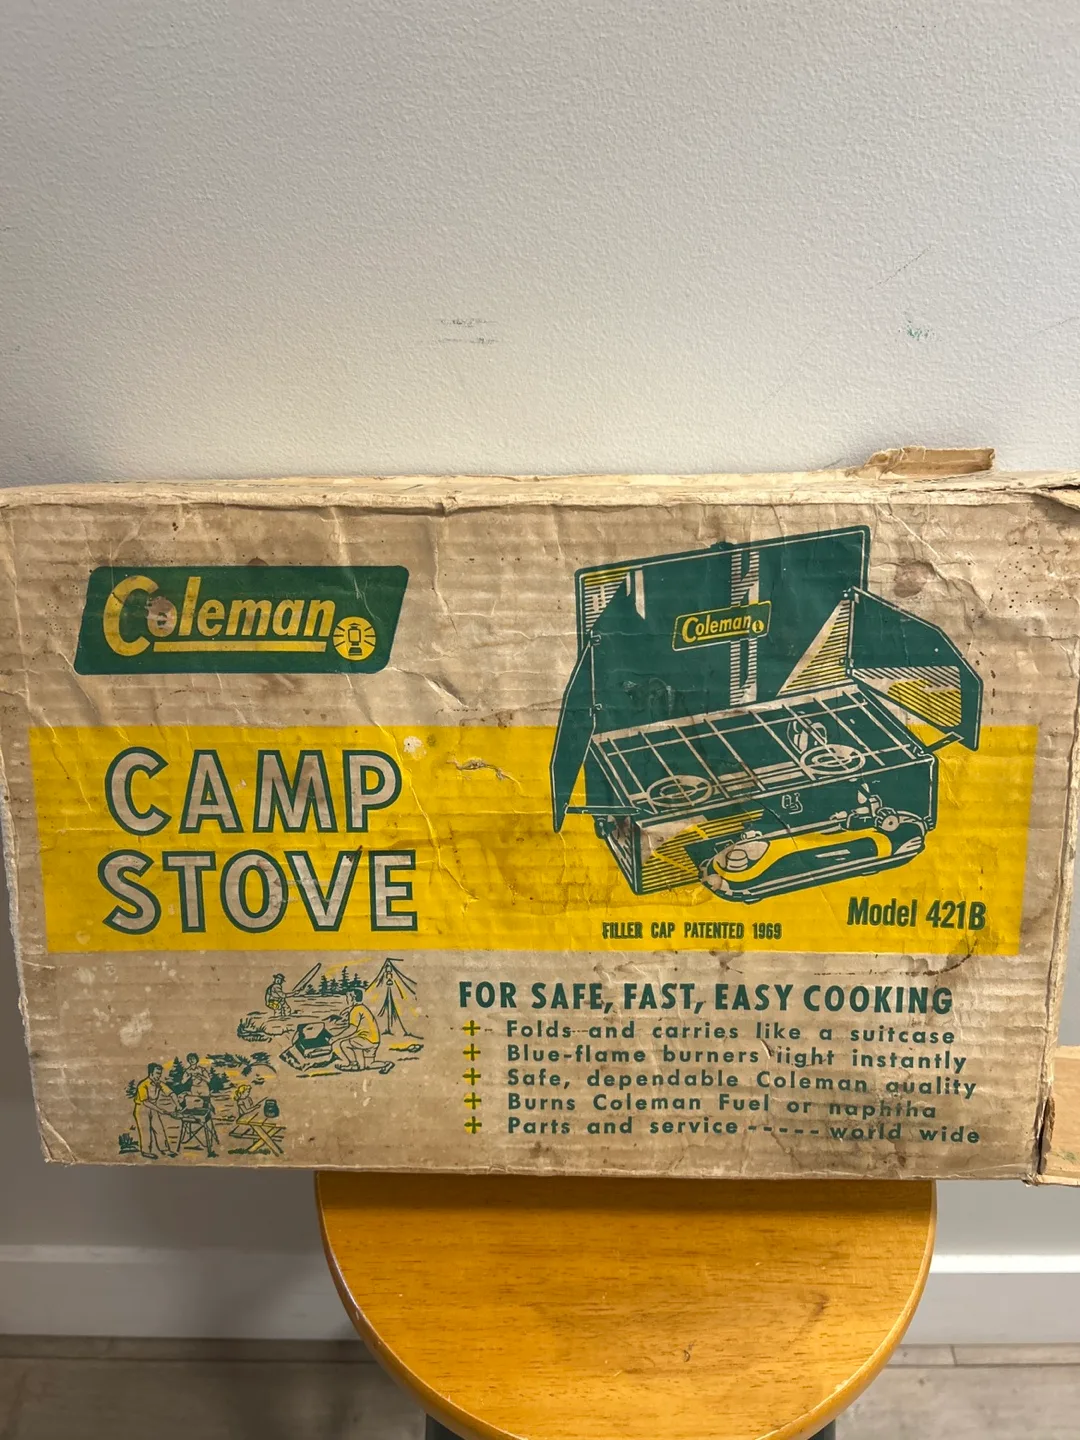 Coleman
Coleman
CAMP
STOVE
FILLER CAP PATENTED 1969
Model 421B
FOR SAFE, FAST, EASY COOKING
+ Folds and carries like a suitcase
+ Blue-flame burners light instantly
+ Safe, dependable Coleman quality
+ Burns Coleman Fuel or naphtha
+ Parts and service ----- world wide